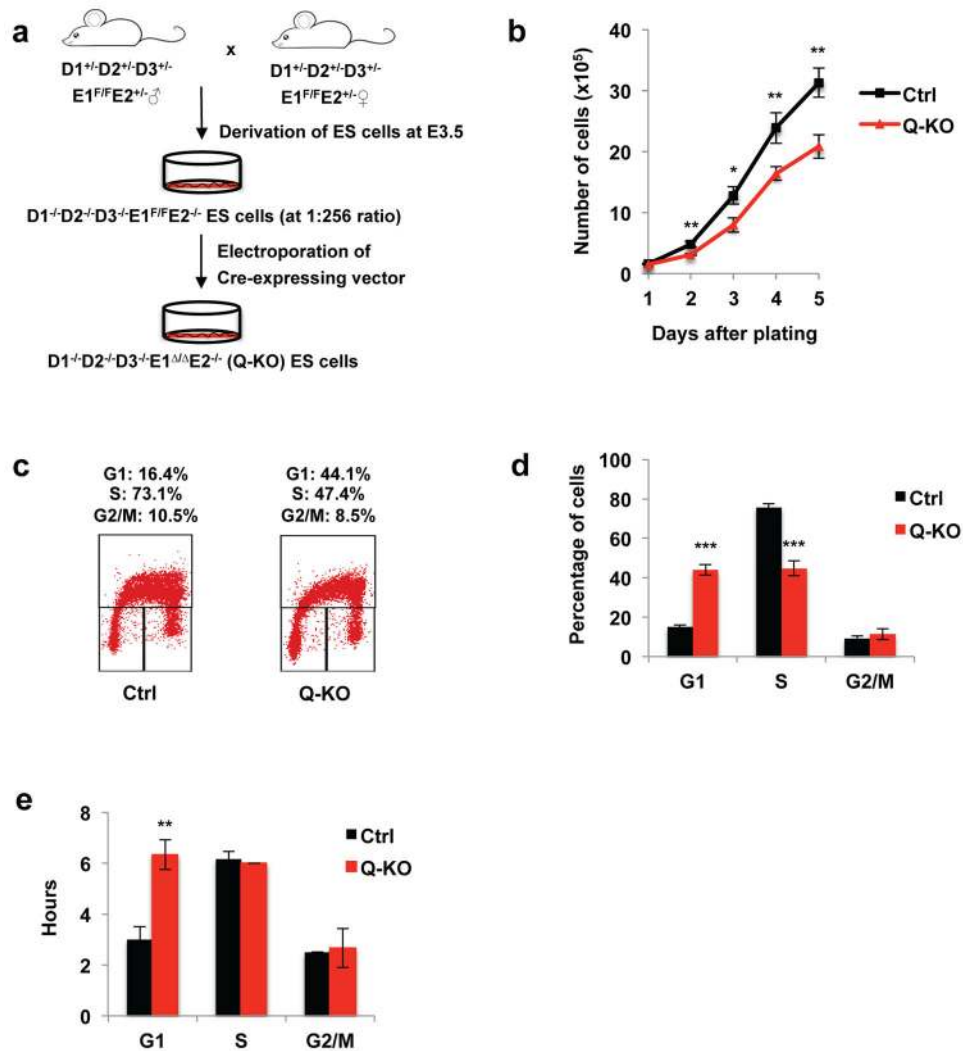 a
x
D1+/-D2+/-D3+/-
E1F/FE2+/-♂
D1+/-D2+/-D3+/-
E1F/FE2+/-♀
Derivation of ES cells at E3.5
D1-/-D2-/-D3-/-E1F/FE2-/- ES cells (at 1:256 ratio)
Electroporation of
Cre-expressing vector
D1-/-D2-/-D3-/-E1Δ/ΔE2-/- (Q-KO) ES cells
b
Number of cells (x10⁵)
40
30
20
10
0
**
*
**
**
1 2 3 4 5
Days after plating
Ctrl
Q-KO
c
G1: 16.4%
S: 73.1%
G2/M: 10.5%
Ctrl
G1: 44.1%
S: 47.4%
G2/M: 8.5%
Q-KO
d
Percentage of cells
100
80
60
40
20
0
***
***
G1 S G2/M
Ctrl
Q-KO
e
Hours
8
6
4
2
0
**
G1 S G2/M
Ctrl
Q-KO